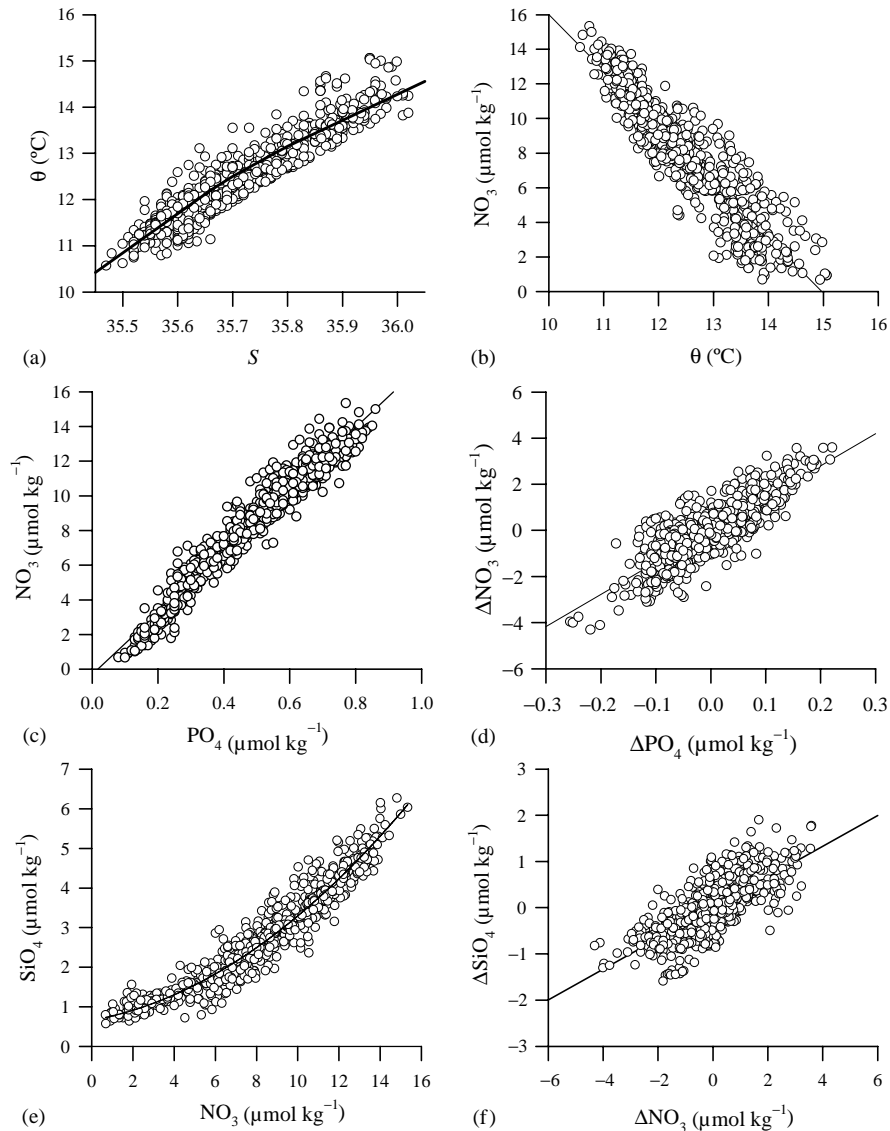 16
15
14
13
12
11
10
θ (ºC)
35.5 35.6 35.7 35.8 35.9 36.0
(a) S
16
14
12
10
8
6
4
2
0
NO3 (µmol kg−1)
10 11 12 13 14 15 16
(b) θ (ºC)
16
14
12
10
8
6
4
2
0
NO3 (µmol kg−1)
0.0 0.2 0.4 0.6 0.8 1.0
(c) PO4 (µmol kg−1)
6
4
2
0
−2
−4
−6
ΔNO3 (µmol kg−1)
−0.3 −0.2 −0.1 0.0 0.1 0.2 0.3
(d) ΔPO4 (µmol kg−1)
7
6
5
4
3
2
1
0
SiO4 (µmol kg−1)
0 2 4 6 8 10 12 14 16
(e) NO3 (µmol kg−1)
3
2
1
0
−1
−2
−3
ΔSiO4 (µmol kg−1)
−6 −4 −2 0 2 4 6
(f) ΔNO3 (µmol kg−1)